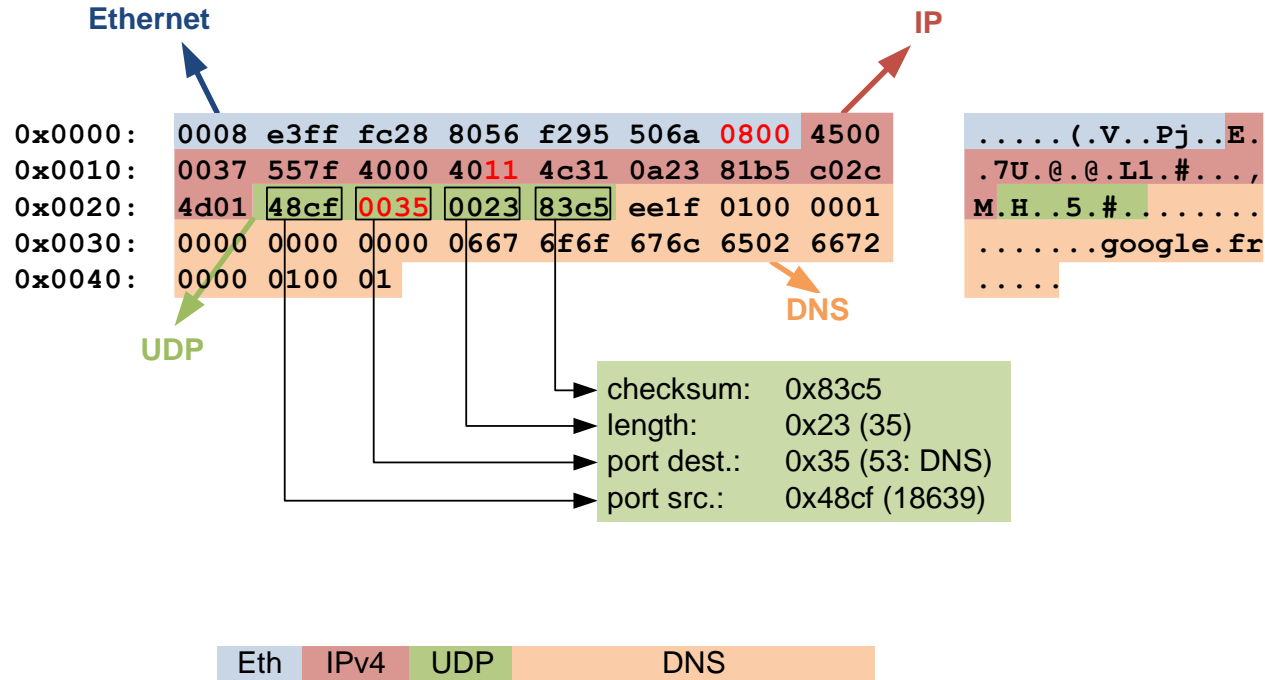 Ethernet
IP
0x0000: 0008 e3ff fc28 8056 f295 506a 0800 4500 .....(.V..Pj..E.
0x0010: 0037 557f 4000 4011 4c31 0a23 81b5 c02c .7U.@.@.L1.#...,
0x0020: 4d01 48cf 0035 0023 83c5 ee1f 0100 0001 M.H..5.#........
0x0030: 0000 0000 0000 0667 6f6f 676c 6502 6672 .......google.fr
0x0040: 0000 0100 01 .....
DNS
UDP
checksum: 0x83c5
length: 0x23 (35)
port dest.: 0x35 (53: DNS)
port src.: 0x48cf (18639)
Eth IPv4 UDP DNS